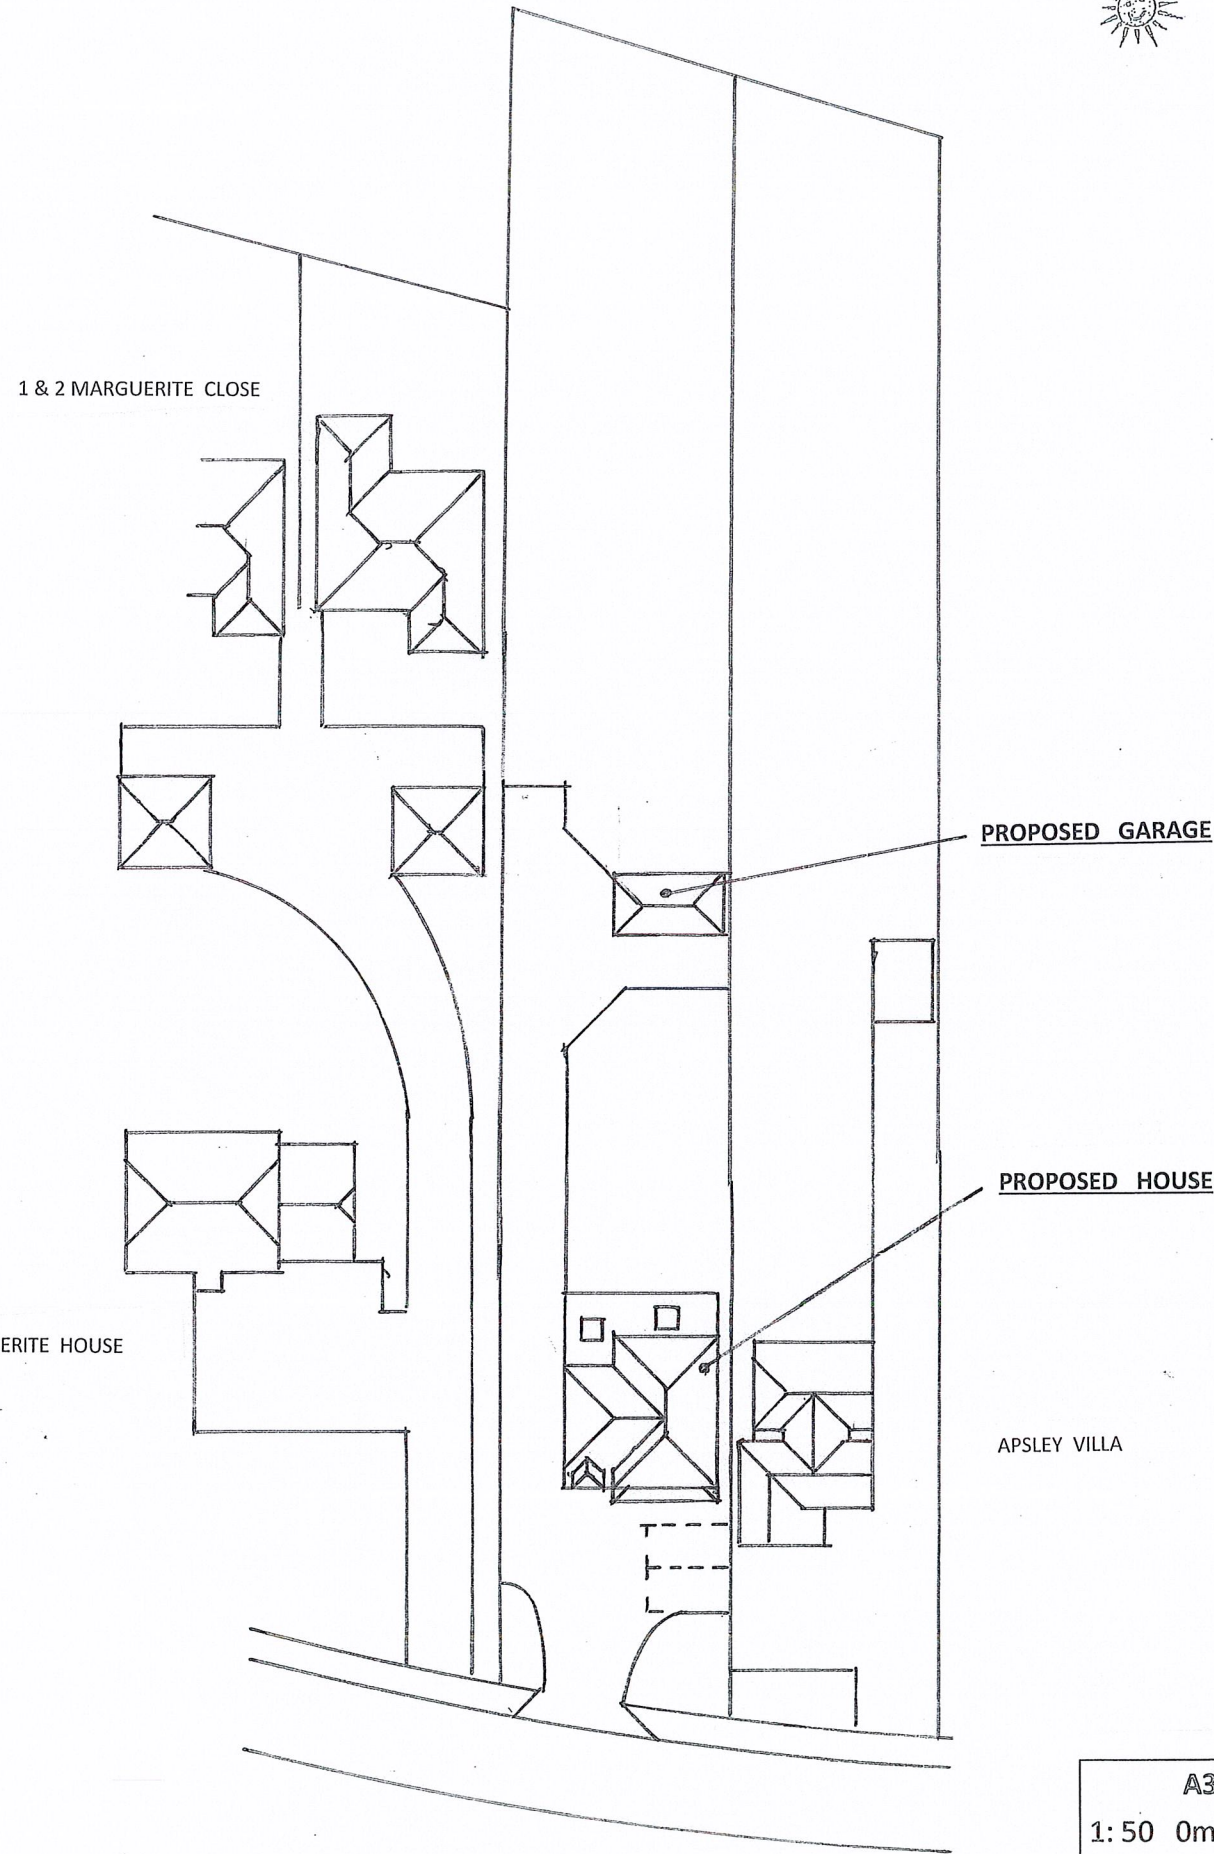 1 & 2 MARGUERITE CLOSE
PROPOSED GARAGE
PROPOSED HOUSE
ERITE HOUSE
APSLEY VILLA
A3
1: 50 0m